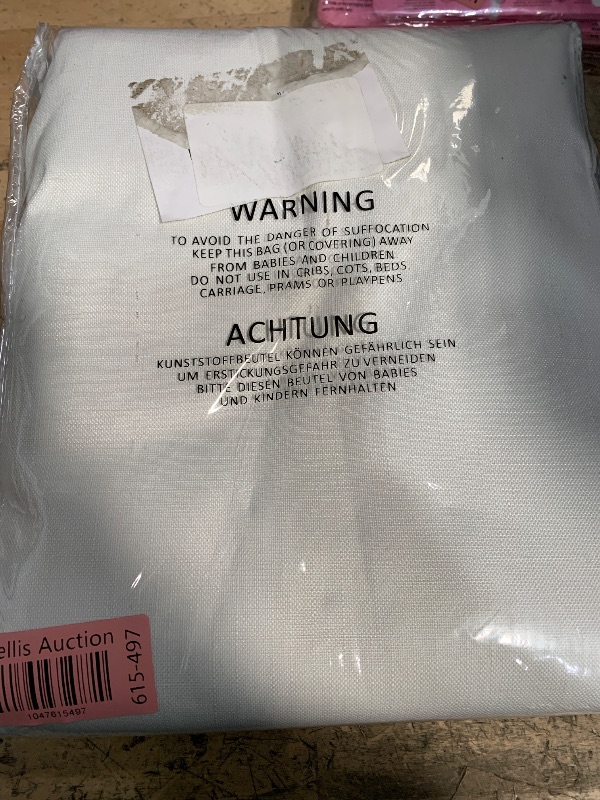 WARNING
TO AVOID THE DANGER OF SUFFOCATION
KEEP THIS BAG (OR COVERING) AWAY
FROM BABIES AND CHILDREN
DO NOT USE IN CRIBS, COTS, BEDS
CARRIAGE, PRAMS OR PLAYPENS
ACHTUNG
KUNSTSTOFFBEUTEL KÖNNEN GEFÄHRLICH SEIN
UM ERSTICKUNGSGEFAHR ZU VERNEIDEN
BITTE DIESEN BEUTEL VON BABIES
UND KINDERN FERNHALTEN
ellis Auction
1047615497
615-497